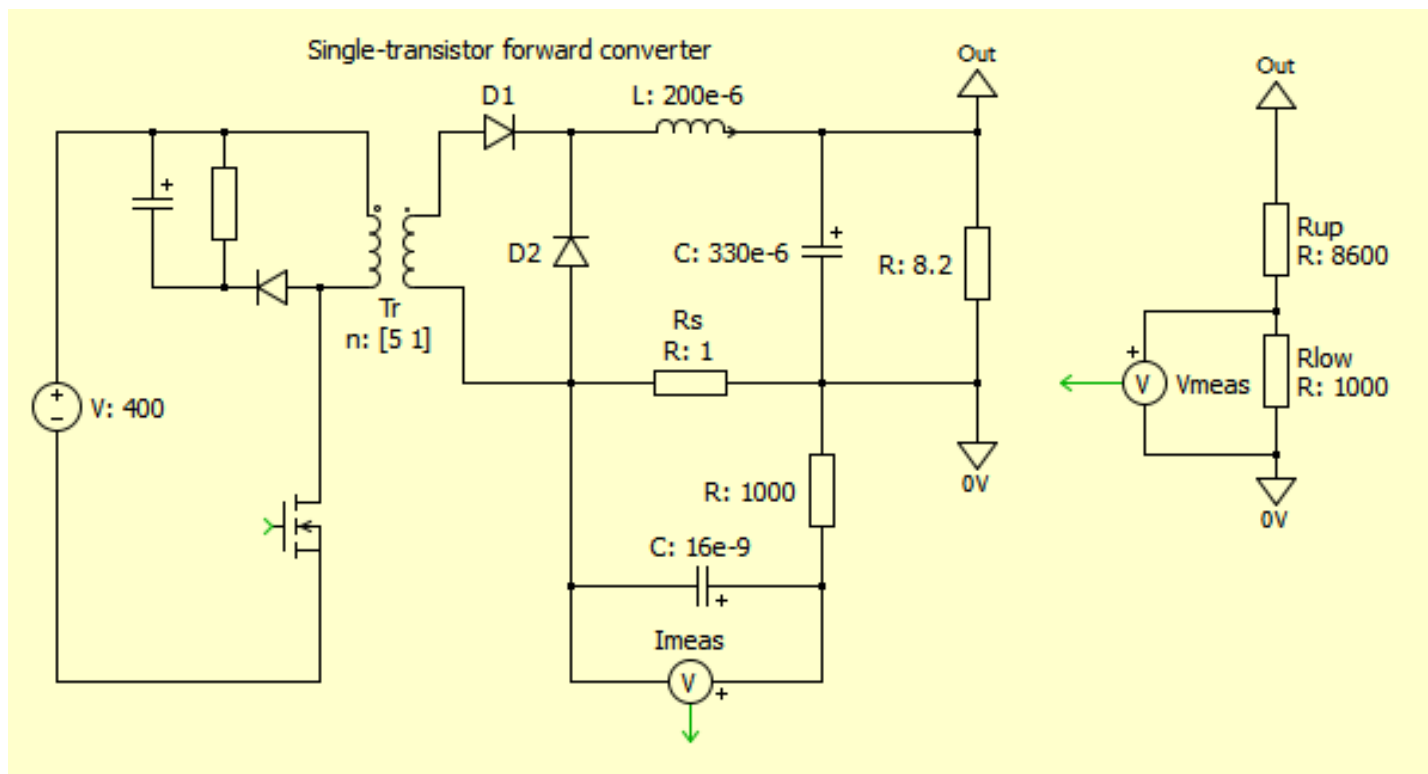 Single-transistor forward converter
Out
Out
D1
L: 200e-6
+
+
Rup
R: 8600
D2
C: 330e-6
R: 8.2
Tr
n: [5 1]
Rs
R: 1
+
Rlow
R: 1000
V
Vmeas
+
−
V: 400
0V
R: 1000
0V
C: 16e-9
+
Imeas
V
+